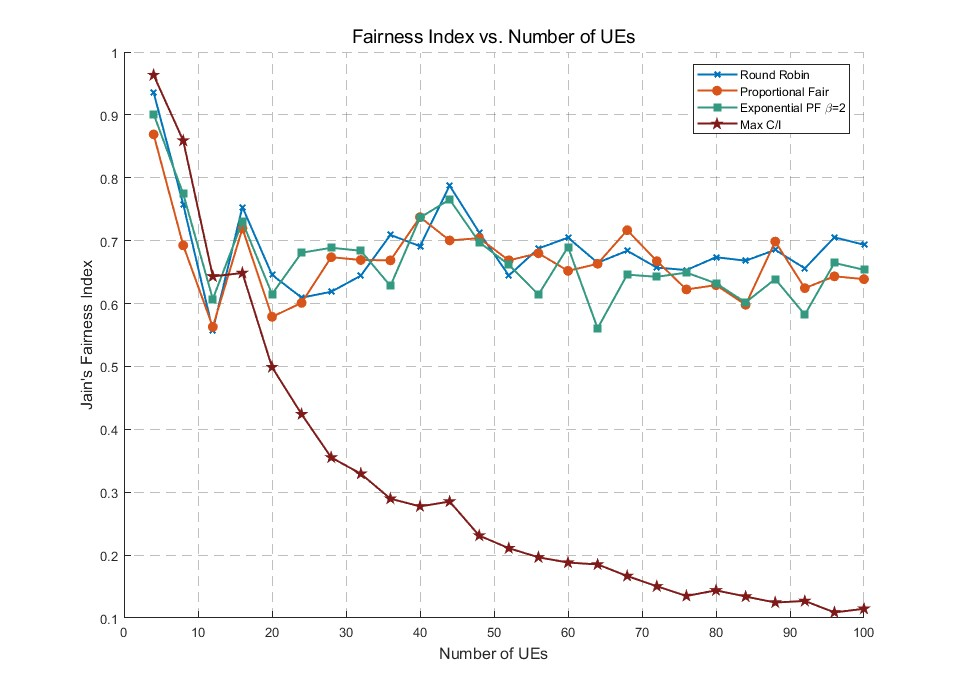 Fairness Index vs. Number of UEs
Round Robin
Proportional Fair
Exponential PF β=2
Max C/I
Jain's Fairness Index
1
0.9
0.8
0.7
0.6
0.5
0.4
0.3
0.2
0.1
0 10 20 30 40 50 60 70 80 90 100
Number of UEs